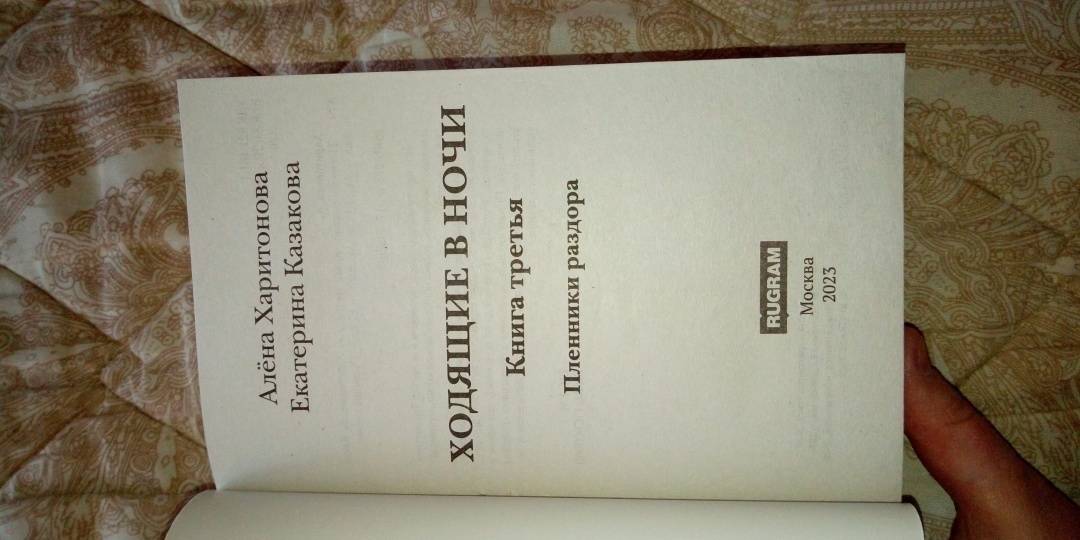 Алёна Харитонова
Екатерина Казакова
ХОДЯЩИЕ В НОЧИ
Книга третья
Пленники раздора
RUGRAM
Москва
2023